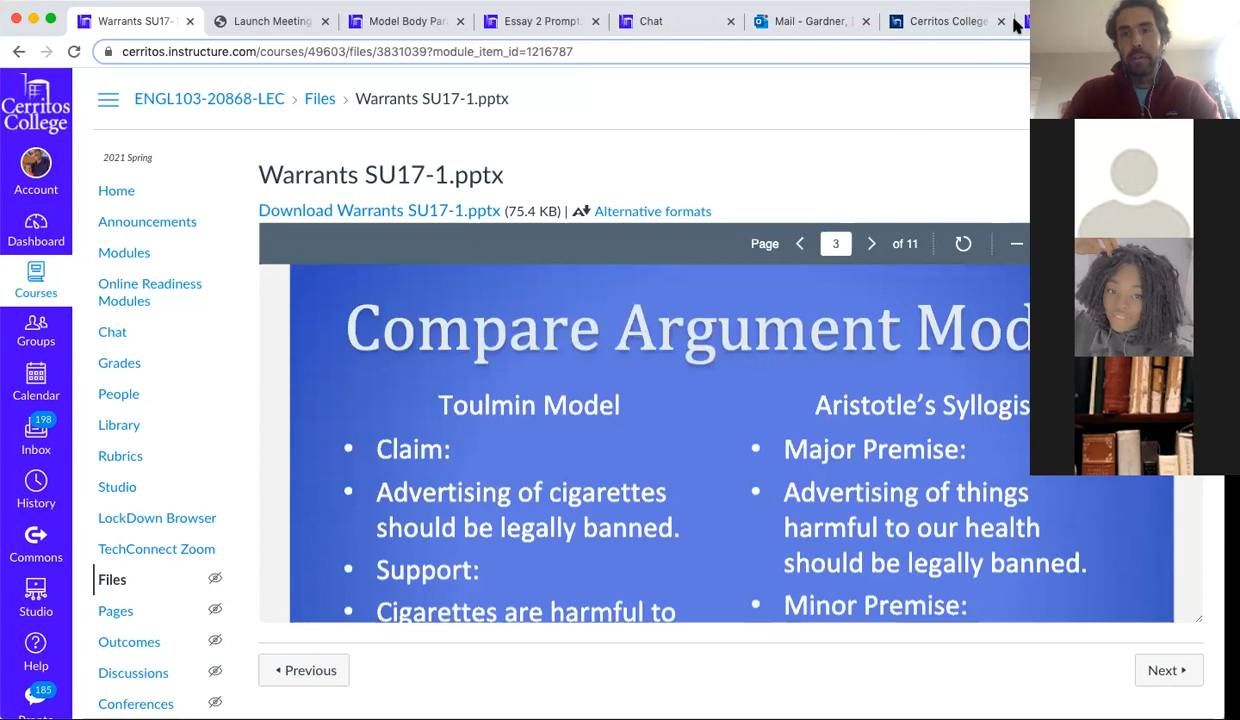 Warrants SU17-1
Launch Meeting
Model Body Par
Essay 2 Prompt.
Chat
Mail - Gardner,
Cerritos College
cerritos.instructure.com/courses/49603/files/3831039?module_item_id=1216787
Cerritos
College
Account
Dashboard
Courses
Groups
Calendar
198
Inbox
History
Commons
Studio
Help
185
ENGL103-20868-LEC › Files › Warrants SU17-1.pptx
2021 Spring
Home
Announcements
Modules
Online Readiness
Modules
Chat
Grades
People
Library
Rubrics
Studio
LockDown Browser
TechConnect Zoom
Files
Pages
Outcomes
Discussions
Conferences
Warrants SU17-1.pptx
Download Warrants SU17-1.pptx (75.4 KB) | Alternative formats
Page 3 of 11
Compare Argument Mod
Toulmin Model
• Claim:
• Advertising of cigarettes
should be legally banned.
• Support:
• Cigarettes are harmful to
Aristotle's Syllogis
• Major Premise:
• Advertising of things
harmful to our health
should be legally banned.
• Minor Premise:
Previous
Next